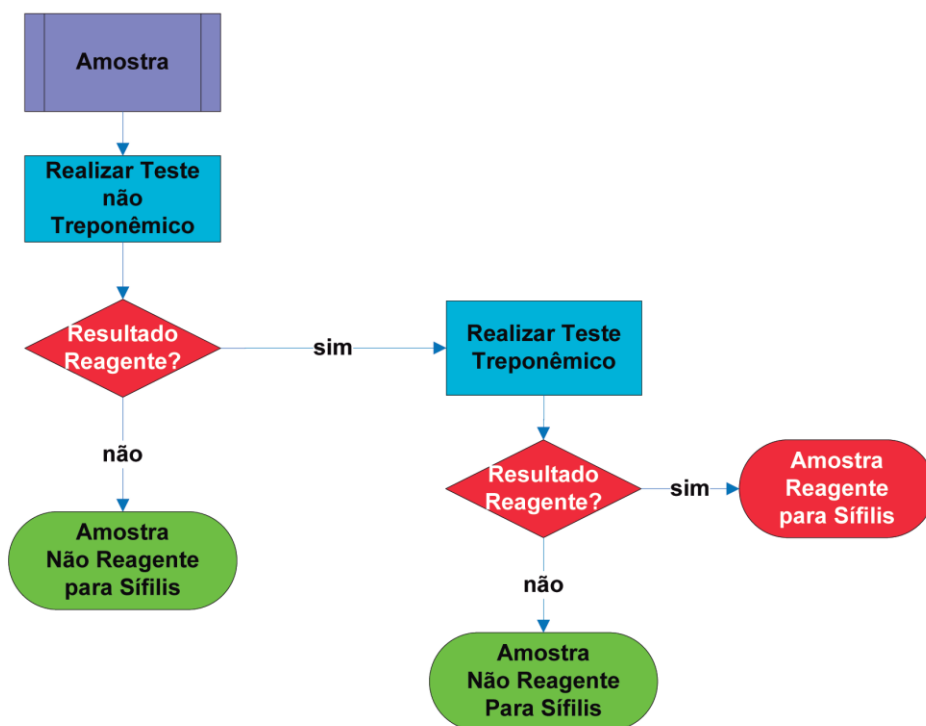 Amostra
Realizar Teste
não
Treponêmico
Resultado
Reagente?
sim
Realizar Teste
Treponêmico
não
Resultado
Reagente?
sim
Amostra
Reagente
para Sífilis
Amostra
Não Reagente
para Sífilis
não
Amostra
Não Reagente
Para Sífilis